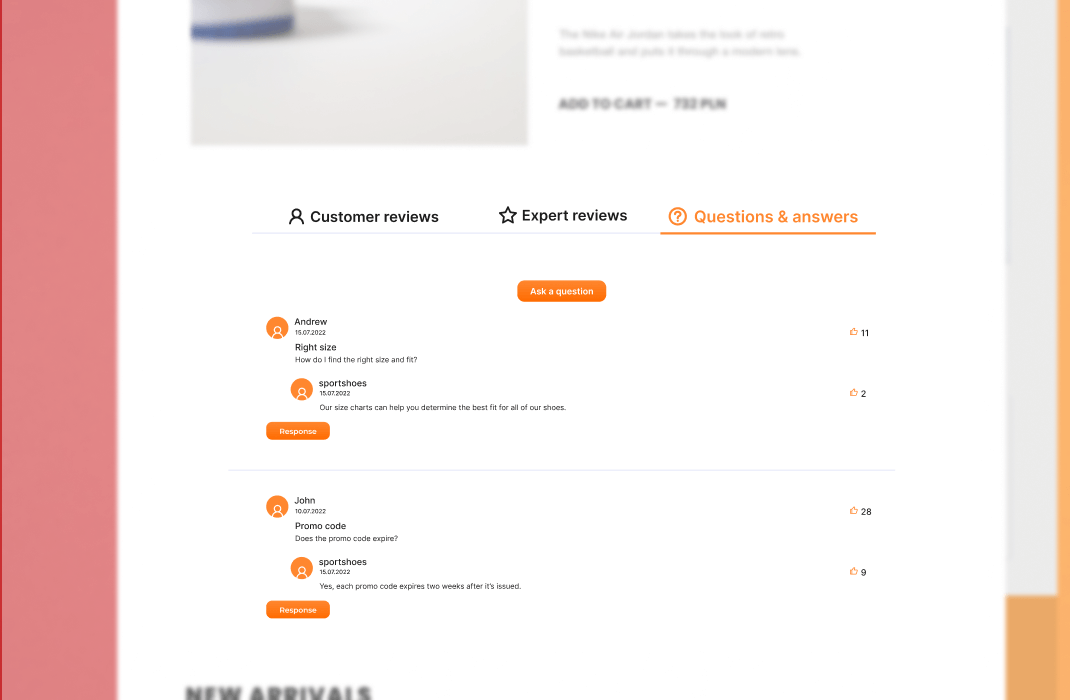 The Nike Air Jordan takes the look of retro
basketball and puts it through a modern lens.
ADD TO CART — 732 PLN
Customer reviews
Expert reviews
Questions & answers
Ask a question
Andrew
15.07.2022
11
Right size
How do I find the right size and fit?
sportshoes
15.07.2022
2
Our size charts can help you determine the best fit for all of our shoes.
Response
John
10.07.2022
28
Promo code
Does the promo code expire?
sportshoes
15.07.2022
9
Yes, each promo code expires two weeks after it's issued.
Response
NEW ARRIVALS